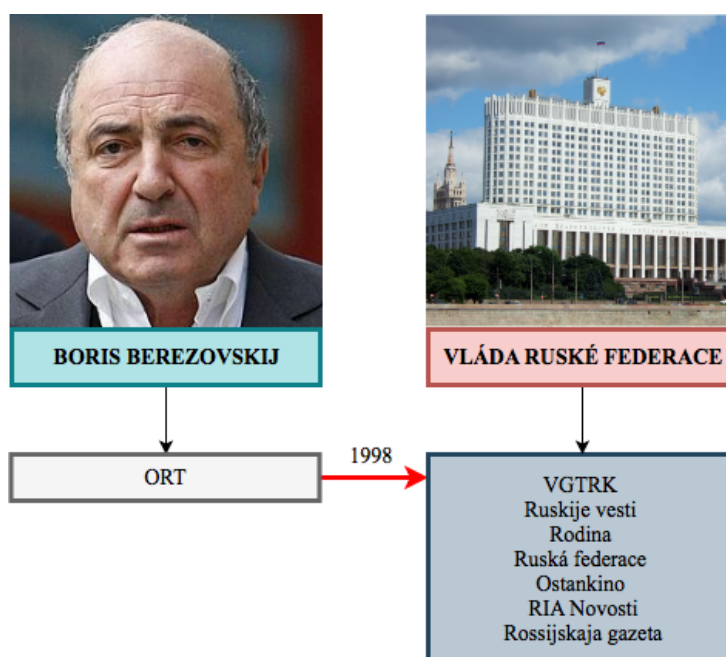 BORIS BEREZOVSKIJ
VLÁDA RUSKÉ FEDERACE
ORT
1998
VGTRK
Ruskije vesti
Rodina
Ruská federace
Ostankino
RIA Novosti
Rossijskaja gazeta